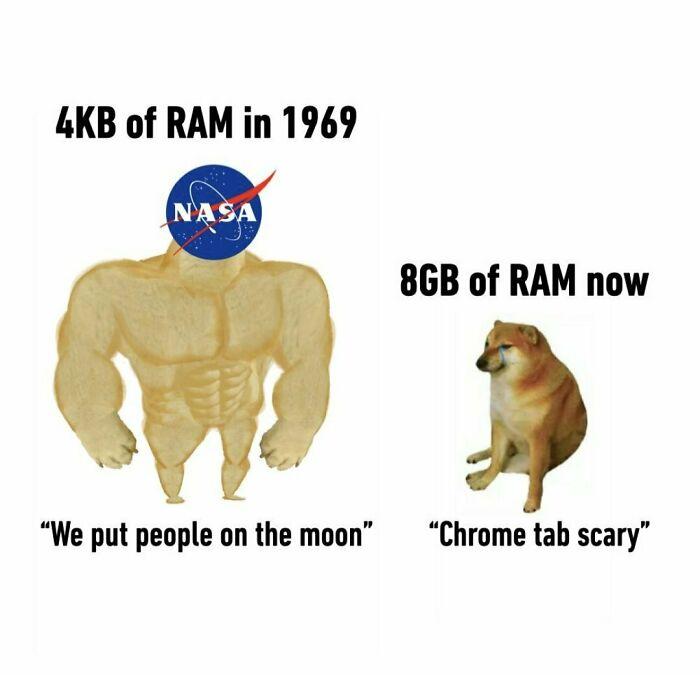 4KB of RAM in 1969
NASA
8GB of RAM now
“We put people on the moon”
“Chrome tab scary”